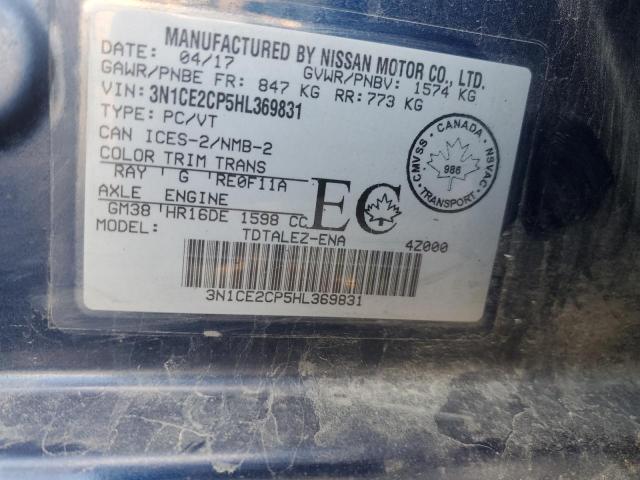 MANUFACTURED BY NISSAN MOTOR CO., LTD.
DATE: 04/17 GVWR/PNBV: 1574 KG
GAWR/PNBE FR: 847 KG RR: 773 KG
VIN: 3N1CE2CP5HL369831
TYPE: PC/VT
CAN ICES-2/NMB-2
COLOR TRIM TRANS
RAY G RE0F11A
AXLE ENGINE
GM38 HR16DE 1598 CC
MODEL: TDTALEZ-ENA
4Z000
EC
CANADA
CMVSS 986 NSVAC
TRANSPORT
3N1CE2CP5HL369831